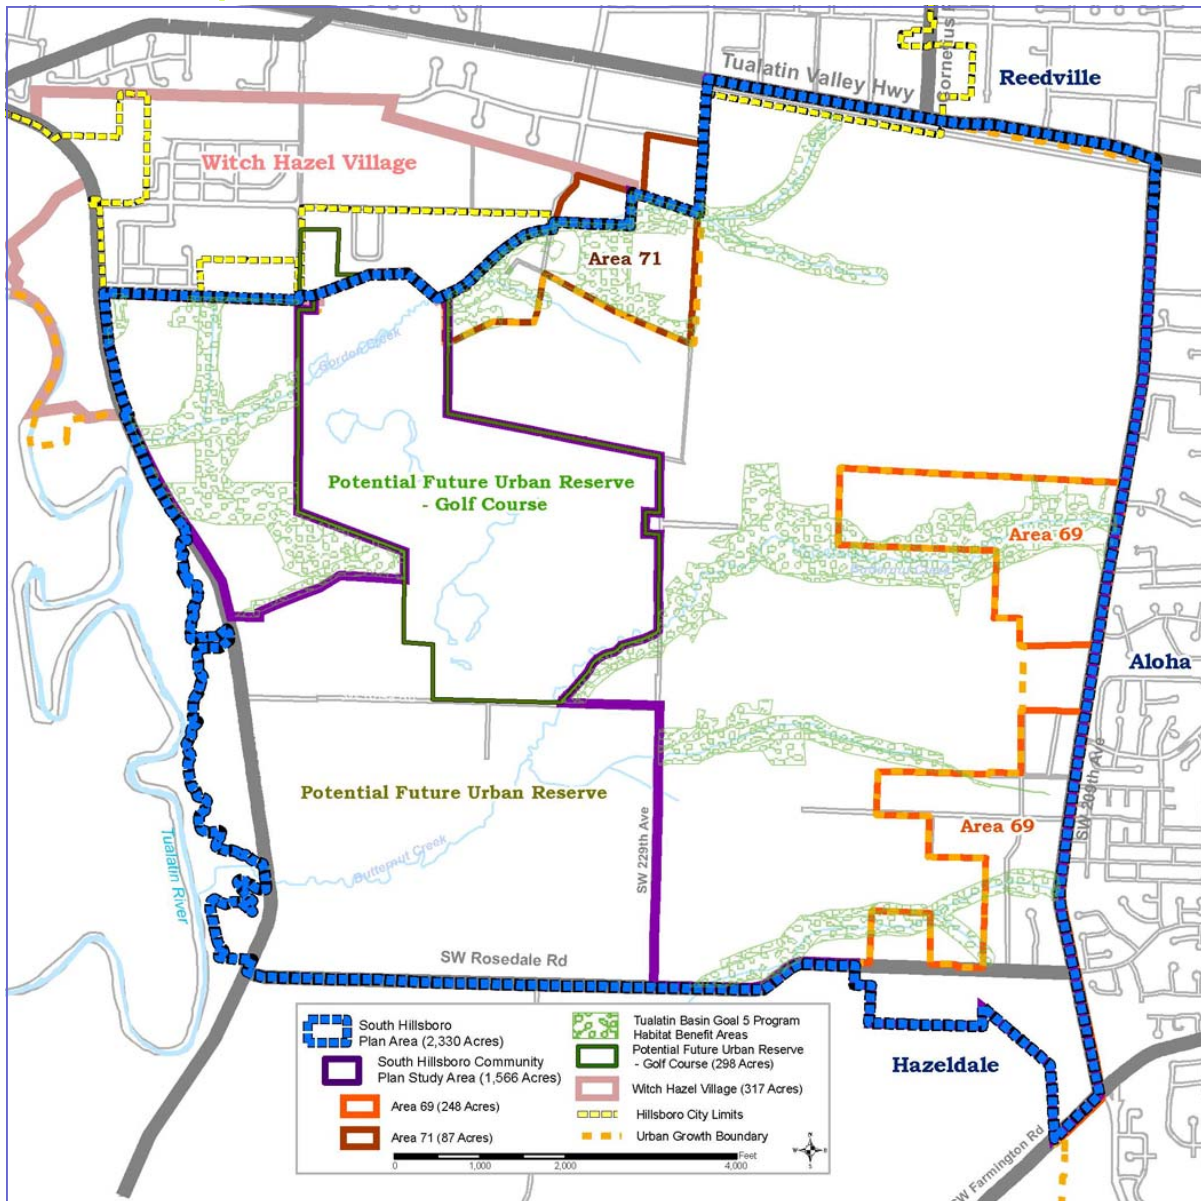 Reedville
Tualatin Valley Hwy
Cornelius
Witch Hazel Village
Area 71
Gordon Creek
Potential Future Urban Reserve
- Golf Course
Area 69
Butternut Creek
Aloha
Potential Future Urban Reserve
SW 209th Ave
SW 229th Ave
Area 69
Butternut Creek
Tualatin River
SW Rosedale Rd
Hazeldale
SW Farmington Rd
South Hillsboro
Plan Area (2,330 Acres)
South Hillsboro Community
Plan Study Area (1,566 Acres)
Area 69 (248 Acres)
Area 71 (87 Acres)
Tualatin Basin Goal 5 Program
Habitat Benefit Areas
Potential Future Urban Reserve
- Golf Course (298 Acres)
Witch Hazel Village (317 Acres)
Hillsboro City Limits
Urban Growth Boundary
Feet
0 1,000 2,000 4,000
N
W E
S